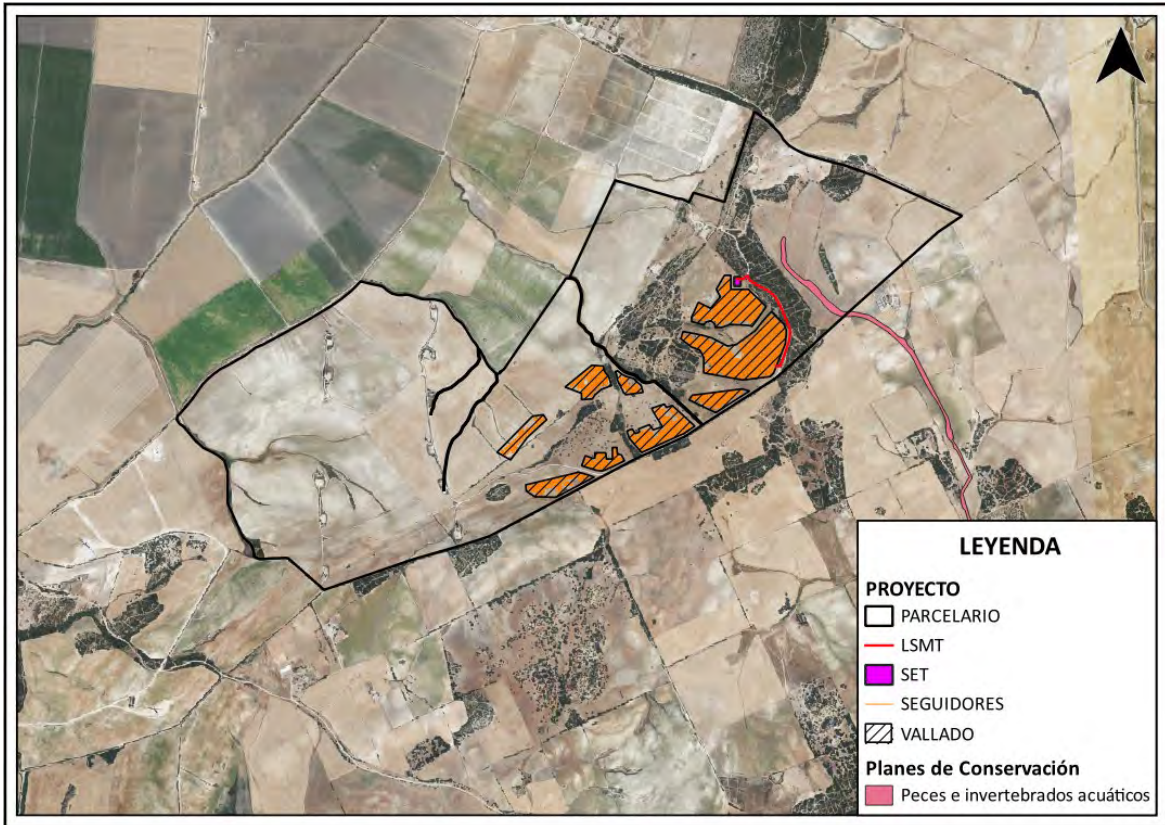 LEYENDA
PROYECTO
PARCELARIO
LSMT
SET
SEGUIDORES
VALLADO
Planes de Conservación
Peces e invertebrados acuáticos